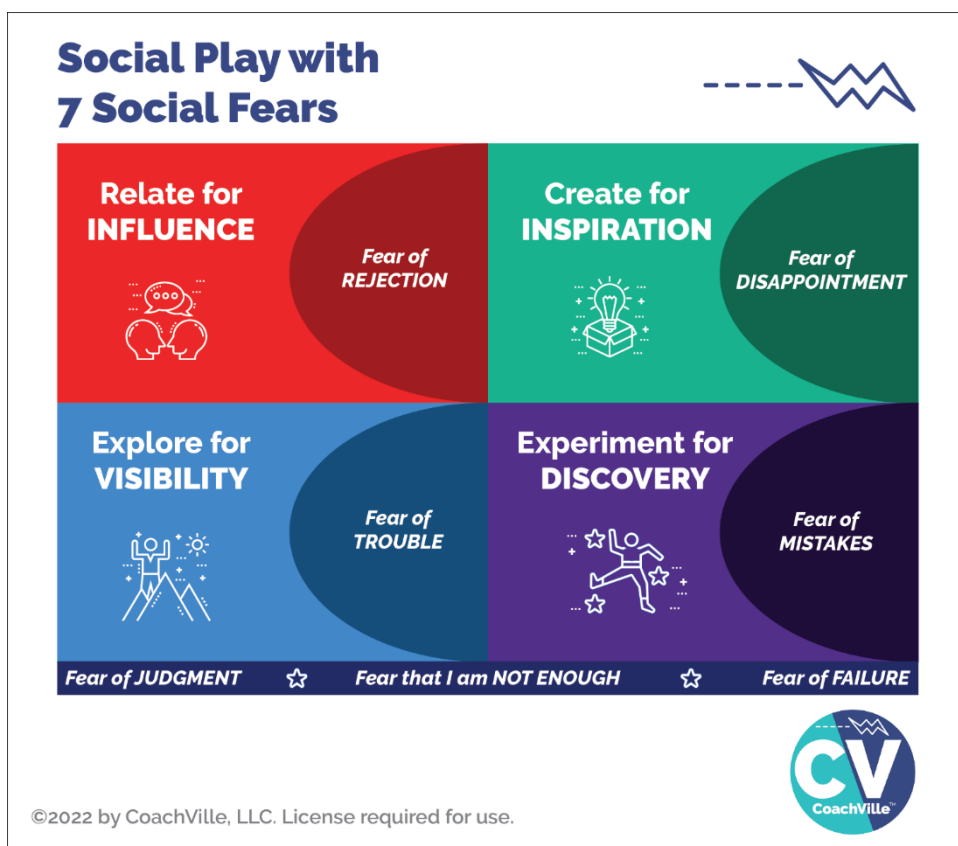 Social Play with
7 Social Fears
Relate for
INFLUENCE
Fear of
REJECTION
Create for
INSPIRATION
Fear of
DISAPPOINTMENT
Explore for
VISIBILITY
Fear of
TROUBLE
Experiment for
DISCOVERY
Fear of
MISTAKES
Fear of JUDGMENT ☆ Fear that I am NOT ENOUGH ☆ Fear of FAILURE
CV
CoachVille™
©2022 by CoachVille, LLC. License required for use.